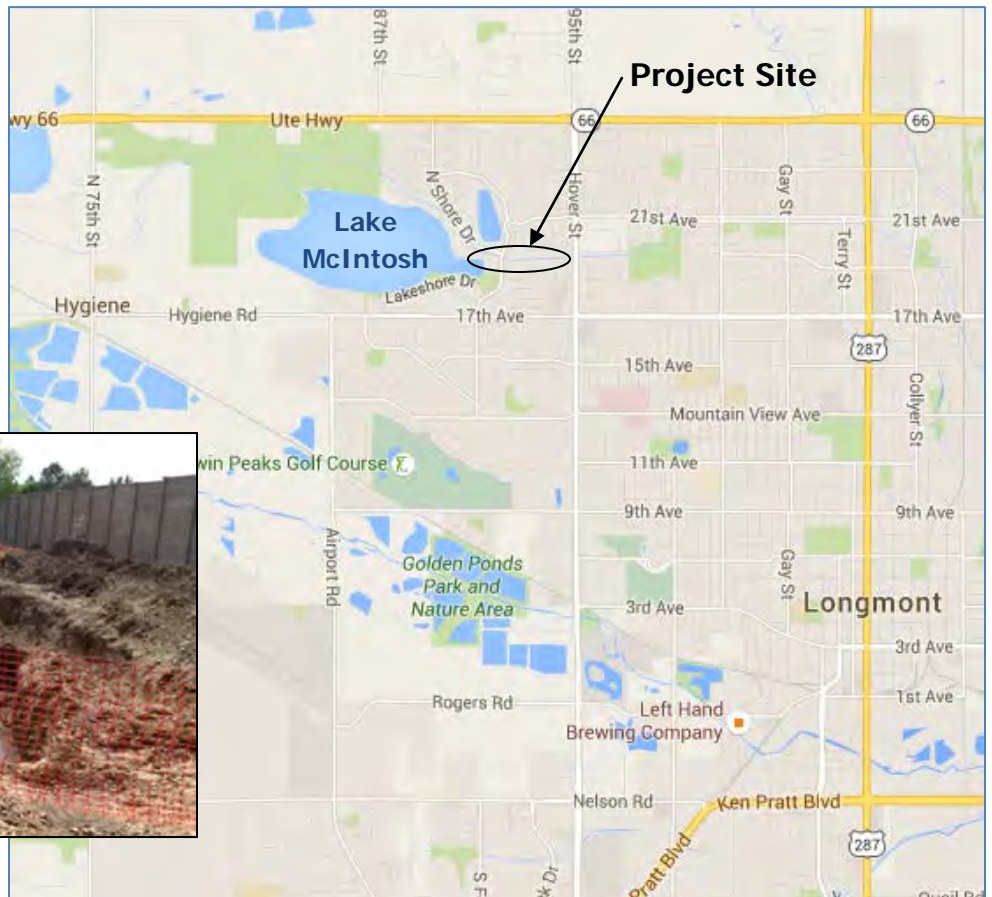 87th St
95th St
Project Site
wy 66
Ute Hwy
66
66
N 75th St
N Shore Dr
Hover St
Gay St
21st Ave
21st Ave
Lake
McIntosh
Terry St
Lakeshore Dr
Hygiene
Hygiene Rd
17th Ave
17th Ave
287
15th Ave
Collyer St
Mountain View Ave
win Peaks Golf Course
11th Ave
9th Ave
9th Ave
Airport Rd
Golden Ponds
Park and
Nature Area
Gay St
3rd Ave
Longmont
3rd Ave
Rogers Rd
1st Ave
Left Hand
Brewing Company
Nelson Rd
Ken Pratt Blvd
287
Pratt Blvd
S F
k Dr